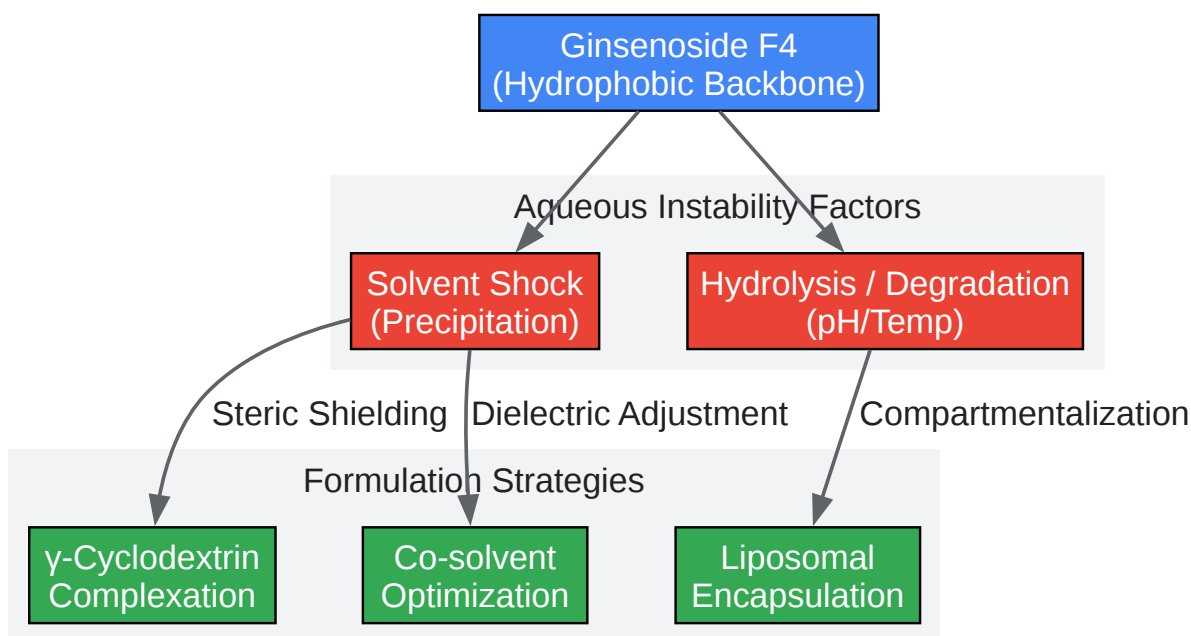 Ginsenoside F4
(Hydrophobic Backbone)
Aqueous Instability Factors
Solvent Shock
(Precipitation)
Hydrolysis / Degradation
(pH/Temp)
Steric Shielding
Dielectric Adjustment
Compartmentalization
Formulation Strategies
γ-Cyclodextrin
Complexation
Co-solvent
Optimization
Liposomal
Encapsulation